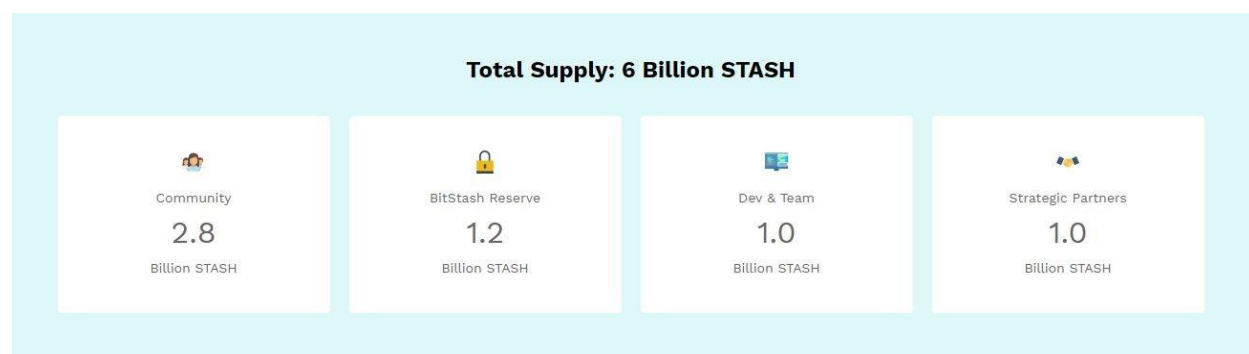 Total Supply: 6 Billion STASH
Community
2.8
Billion STASH
BitStash Reserve
1.2
Billion STASH
Dev & Team
1.0
Billion STASH
Strategic Partners
1.0
Billion STASH